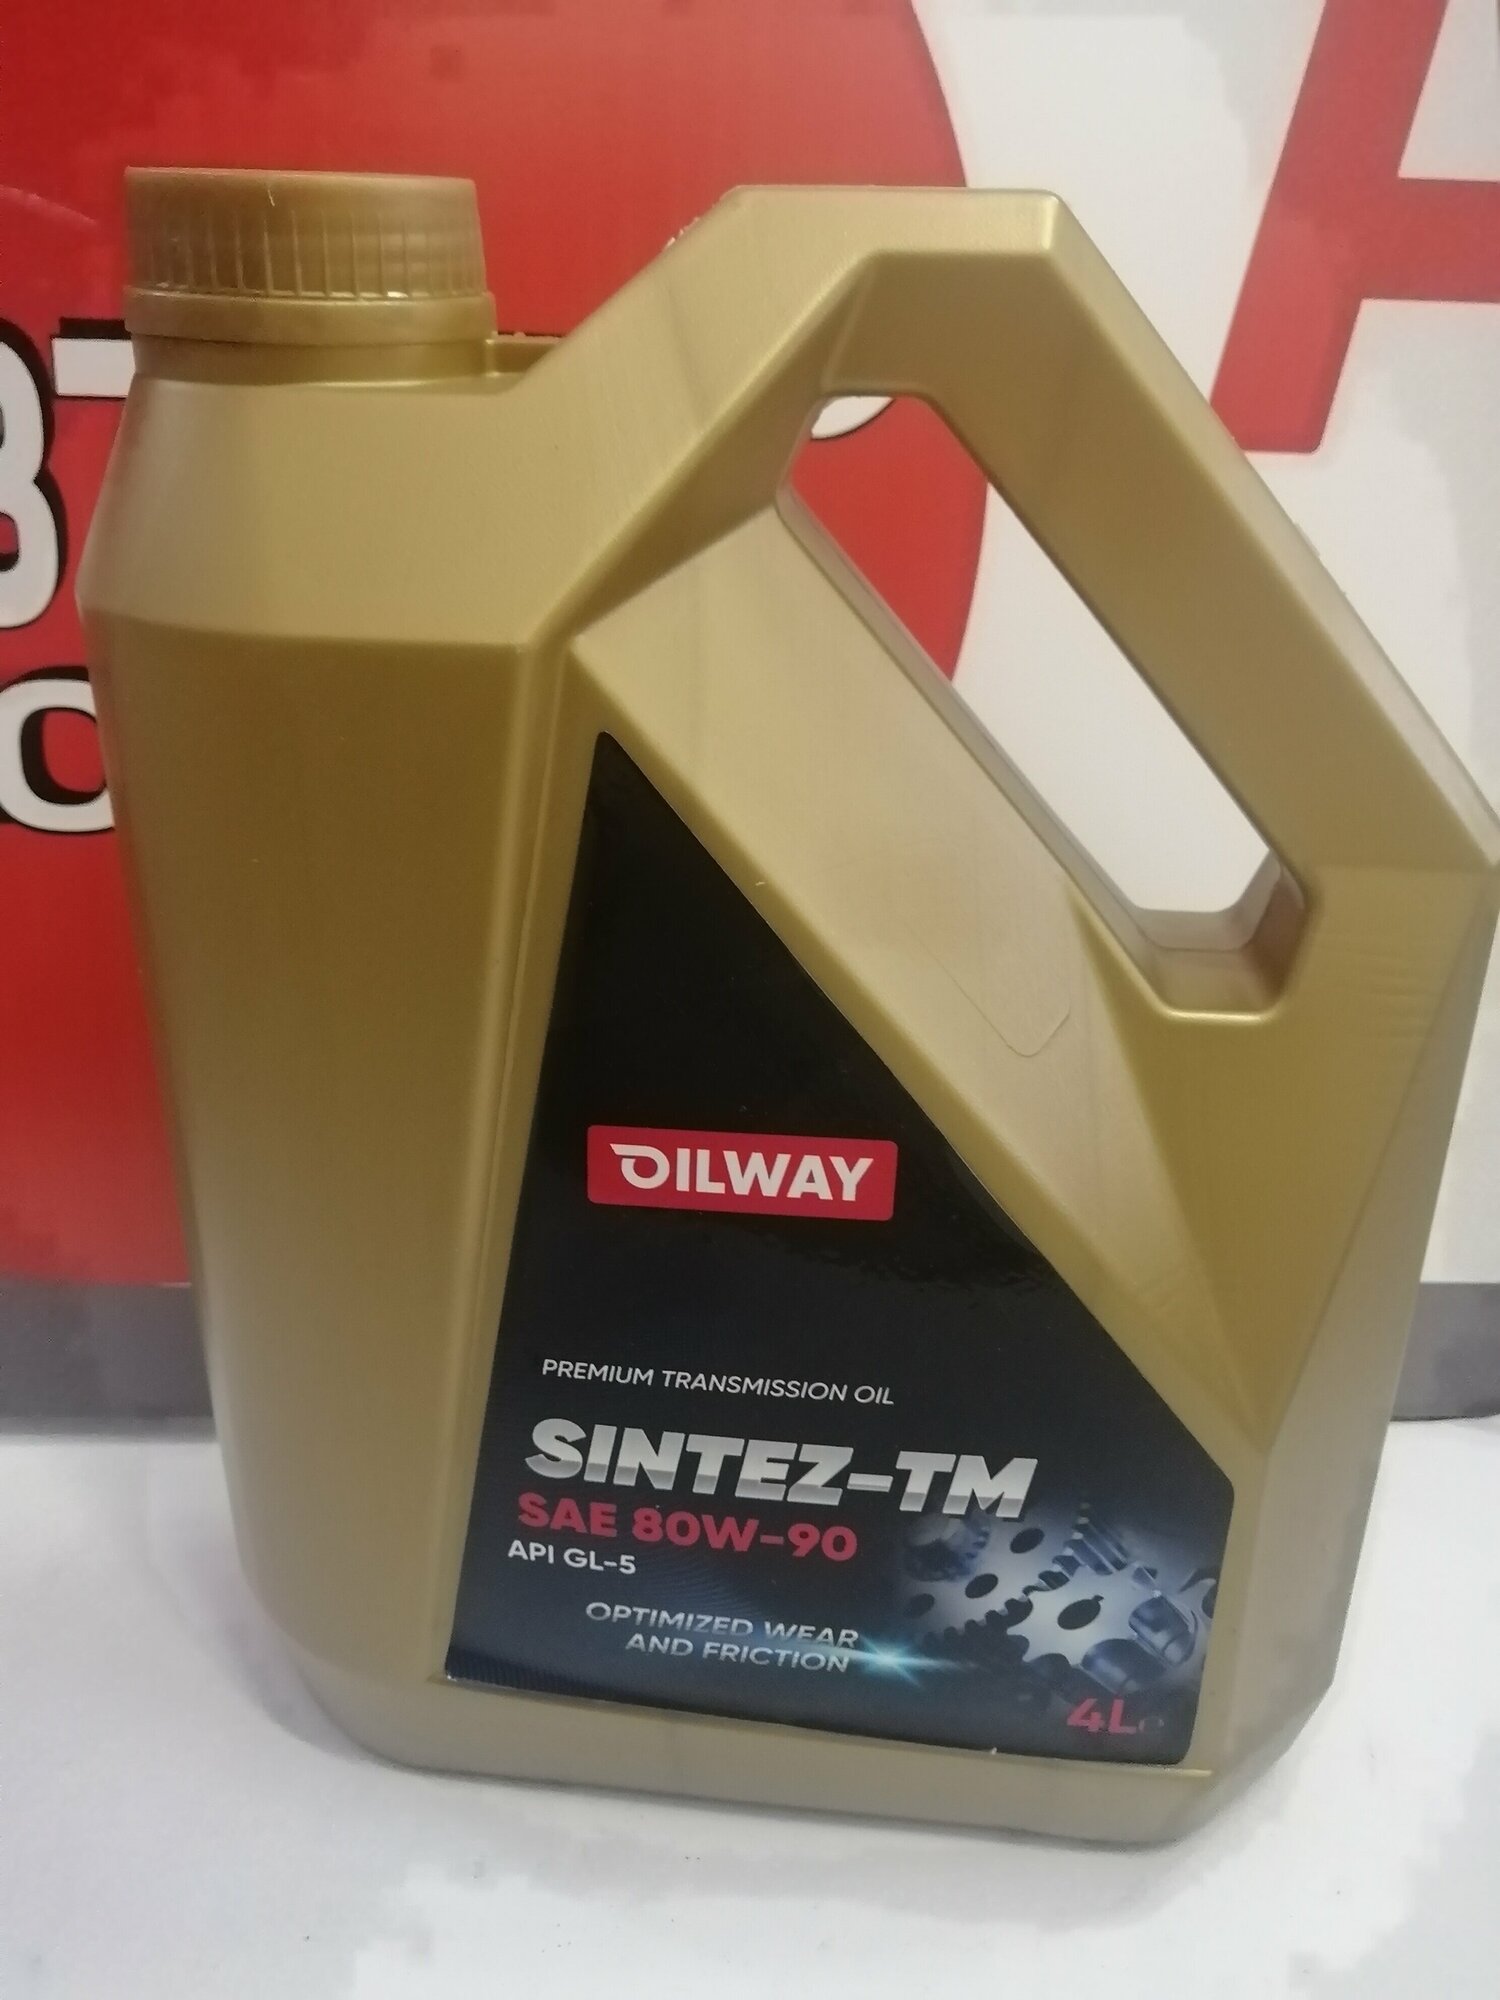 OILWAY
PREMIUM TRANSMISSION OIL
SINTEZ-TM
SAE 80W-90
API GL-5
OPTIMIZED WEAR
AND FRICTION
4L